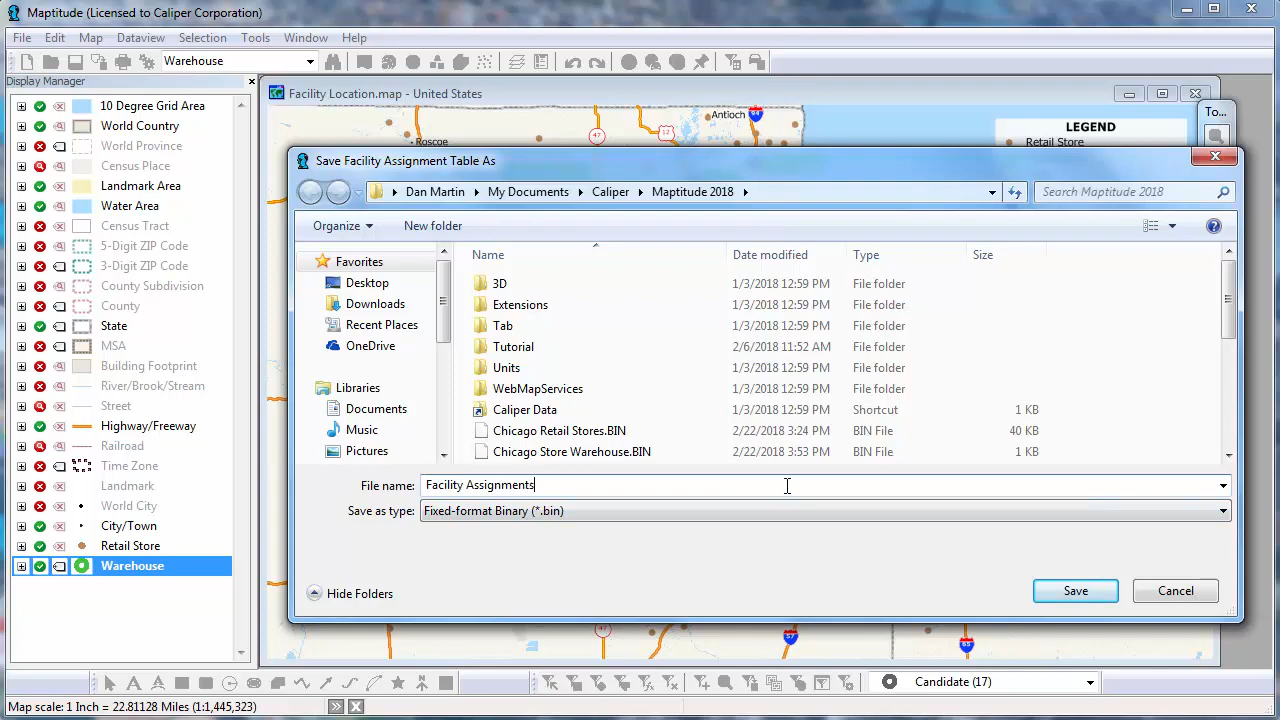 Maptitude (Licensed to Caliper Corporation)
File Edit Map Dataview Selection Tools Window Help
Warehouse
Display Manager
10 Degree Grid Area
World Country
World Province
Census Place
Landmark Area
Water Area
Census Tract
5-Digit ZIP Code
3-Digit ZIP Code
County Subdivision
County
State
MSA
Building Footprint
River/Brook/Stream
Street
Highway/Freeway
Railroad
Time Zone
Landmark
World City
City/Town
Retail Store
Warehouse
Facility Location.map - United States
Antioch
94
47
12
Roscoe
LEGEND
Retail Store
To...
Save Facility Assignment Table As
Dan Martin My Documents Caliper Maptitude 2018
Search Maptitude 2018
Organize New folder
Favorites
Desktop
Downloads
Recent Places
OneDrive
Libraries
Documents
Music
Pictures
Name Date modified Type Size
3D 1/3/2018 12:59 PM File folder
Extensions 1/3/2018 12:59 PM File folder
Tab 1/3/2018 12:59 PM File folder
Tutorial 2/6/2018 11:52 AM File folder
Units 1/3/2018 12:59 PM File folder
WebMapServices 1/3/2018 12:59 PM File folder
Caliper Data 1/3/2018 12:59 PM Shortcut 1 KB
Chicago Retail Stores.BIN 2/22/2018 3:24 PM BIN File 40 KB
Chicago Store Warehouse.BIN 2/22/2018 3:53 PM BIN File 1 KB
File name: Facility Assignments
Save as type: Fixed-format Binary (*.bin)
Hide Folders
Save Cancel
47
57
65
Candidate (17)
Map scale: 1 Inch = 22.81128 Miles (1:1,445,323)